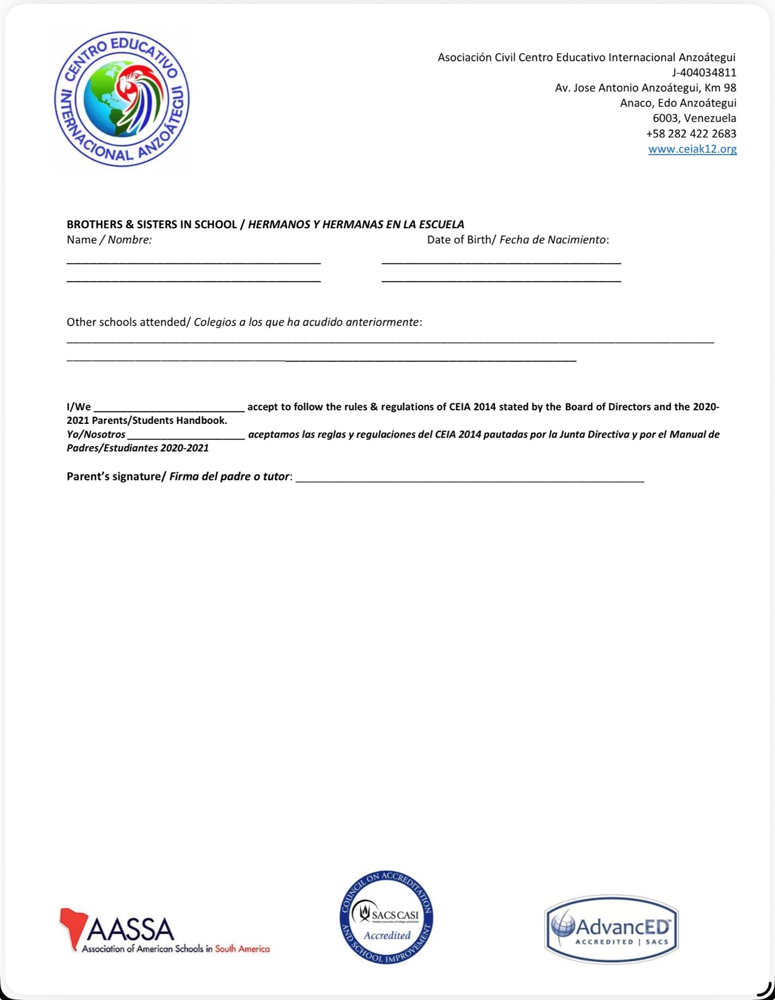 CENTRO EDUCATIVO
INTERNACIONAL ANZOÁTEGUI
Asociación Civil Centro Educativo Internacional Anzoátegui
J-404034811
Av. Jose Antonio Anzoátegui, Km 98
Anaco, Edo Anzoátegui
6003, Venezuela
+58 282 422 2683
www.ceiak12.org
BROTHERS & SISTERS IN SCHOOL / HERMANOS Y HERMANAS EN LA ESCUELA
Name / Nombre: Date of Birth/ Fecha de Nacimiento:
Other schools attended/ Colegios a los que ha acudido anteriormente:
I/We __________________________ accept to follow the rules & regulations of CEIA 2014 stated by the Board of Directors and the 2020-
2021 Parents/Students Handbook.
Yo/Nosotros ____________________ aceptamos las reglas y regulaciones del CEIA 2014 pautadas por la Junta Directiva y por el Manual de
Padres/Estudiantes 2020-2021
Parent’s signature/ Firma del padre o tutor: ____________________________________________________________
AASSA
Association of American Schools in South America
COUNCIL ON ACCREDITATION
SACS CASI
Southern Association of Colleges and Schools
Accredited
AND SCHOOL IMPROVEMENT
AdvancED™
ACCREDITED | SACS